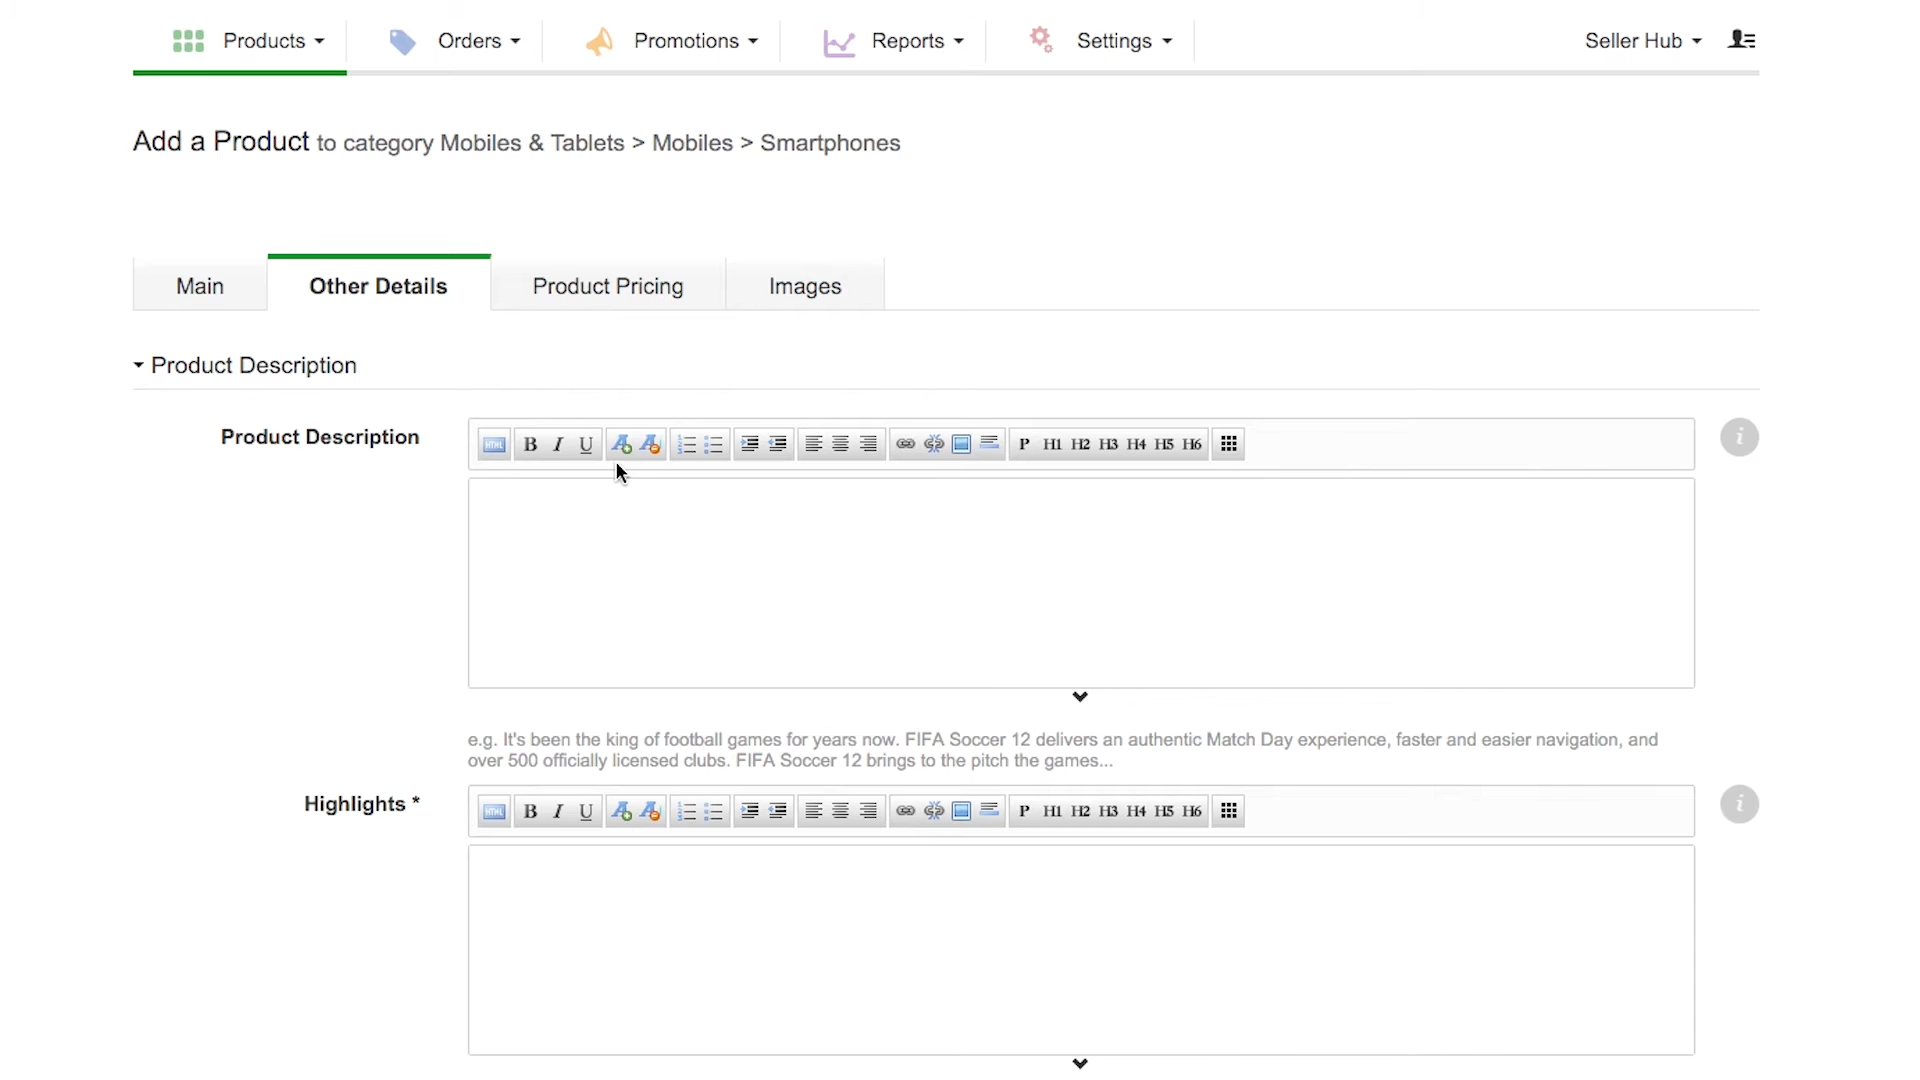 Products Orders Promotions Reports Settings Seller Hub
Add a Product to category Mobiles & Tablets > Mobiles > Smartphones
Main Other Details Product Pricing Images
Product Description
Product Description HTML B I U P H1 H2 H3 H4 H5 H6 i
e.g. It's been the king of football games for years now. FIFA Soccer 12 delivers an authentic Match Day experience, faster and easier navigation, and
over 500 officially licensed clubs. FIFA Soccer 12 brings to the pitch the games...
Highlights * HTML B I U P H1 H2 H3 H4 H5 H6 i